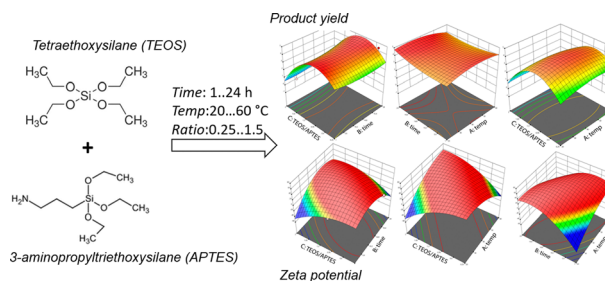 Tetraethoxysilane (TEOS)
H₃C
CH₃
O
O
Si
O
O
H₃C
CH₃
+
H₂N
Si
O
CH₃
O
CH₃
O
CH₃
3-aminopropyltriethoxysilane (APTES)
Time: 1..24 h
Temp:20...60 °C
Ratio:0.25..1.5
Product yield
C: TEOS/APTES
B: time
B: time
A: temp
C: TEOS/APTES
A: temp
C: TEOS/APTES
B: time
C: TEOS/APTES
A: temp
B: time
A: temp
Zeta potential